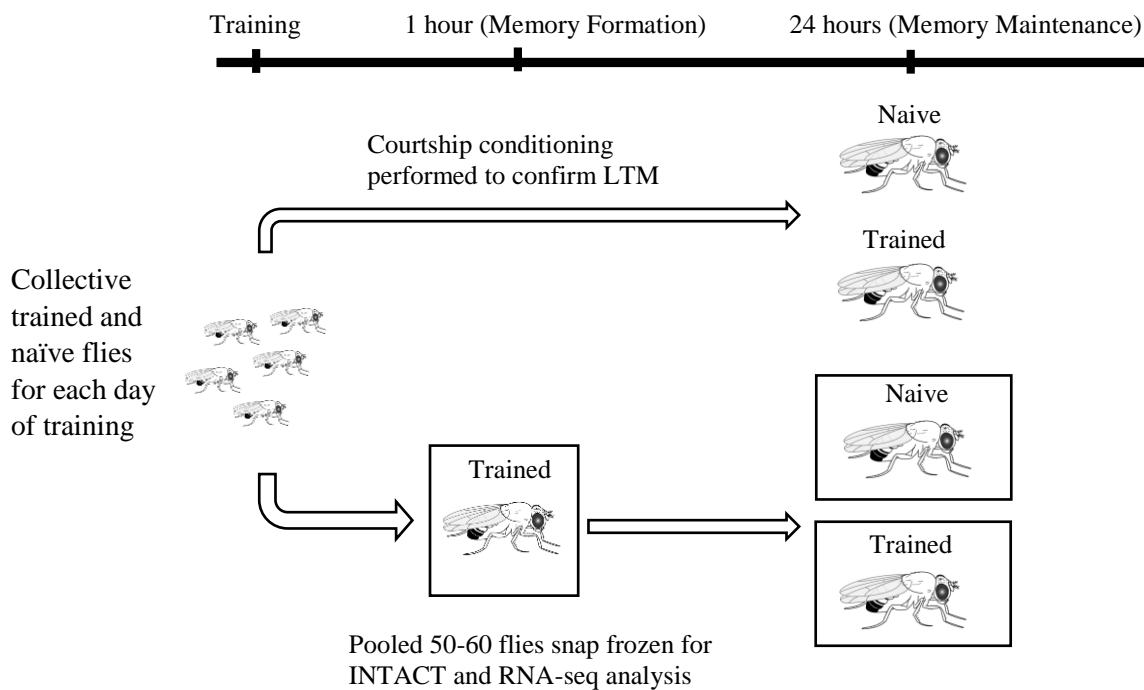 Training
1 hour (Memory Formation)
24 hours (Memory Maintenance)
Naive
Courtship conditioning
performed to confirm LTM
Trained
Collective
trained and
naïve flies
for each day
of training
Naive
Trained
Trained
Pooled 50-60 flies snap frozen for
INTACT and RNA-seq analysis